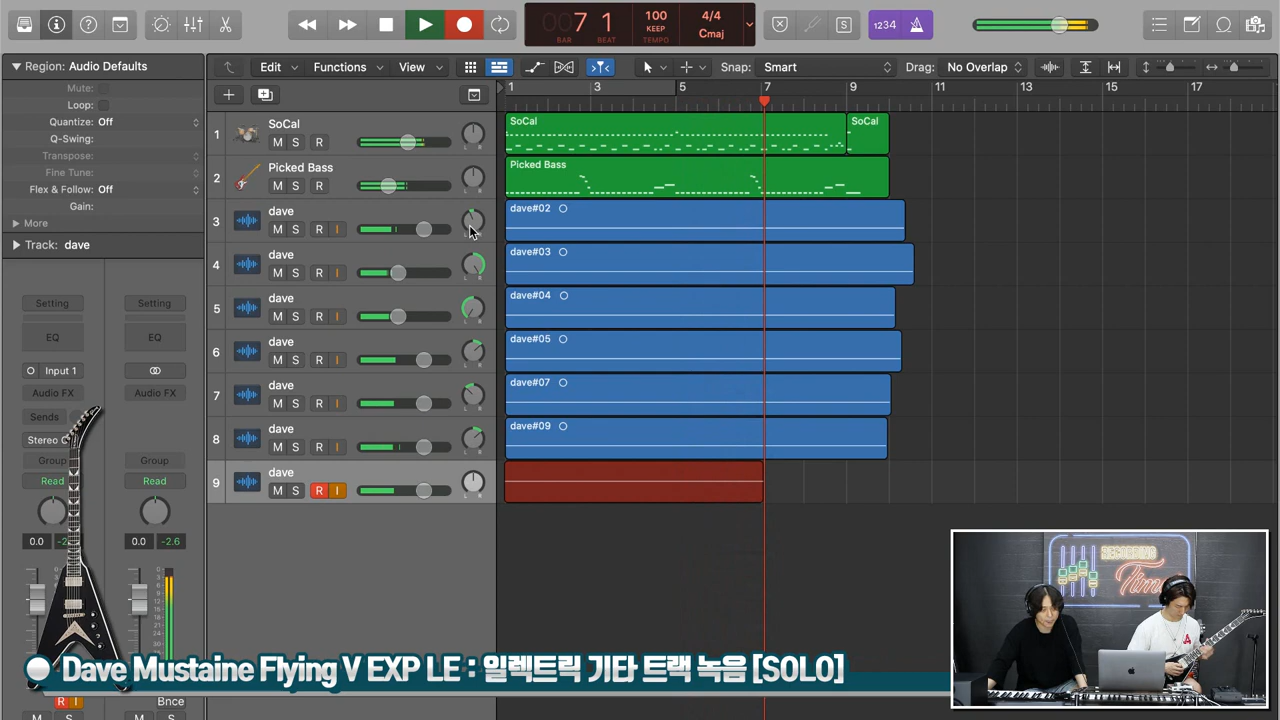 7 1
BAR BEAT
100
TEMPO
4/4
Cmaj
1234
Region: Audio Defaults
Mute:
Loop:
Quantize: Off
Q-Swing:
Transpose:
Fine Tune:
Flex & Follow: Off
Gain:
More
Track: dave
Edit Functions View
Snap: Smart
Drag: No Overlap
1 3 5 7 9 11 13 15 17
1 SoCal
M S R
SoCal SoCal
2 Picked Bass
M S R
Picked Bass
3 dave
M S R I
L R
dave#02
4 dave
M S R I
L R
dave#03
5 dave
M S R I
L R
dave#04
6 dave
M S R I
L R
dave#05
7 dave
M S R I
L R
dave#07
8 dave
M S R I
L R
dave#09
9 dave
M S R I
L R
Setting Setting
EQ EQ
Input 1
Audio FX Audio FX
Sends
Stereo
Group Group
Read Read
0.0 0.0 -2.6
R I Bnce
M S M
RECORDING
Time
Dave Mustaine Flying V EXP LE : 일렉트릭 기타 트랙 녹음 [SOLO]